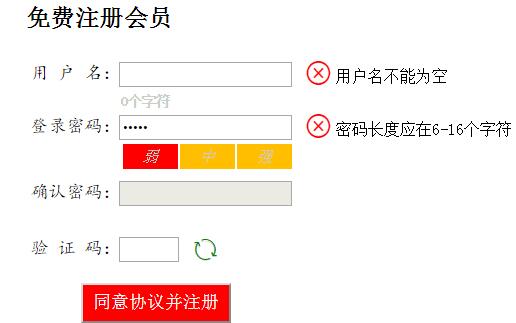 免费注册会员
用 户 名： 用户名不能为空
0个字符
登录密码： ••••• 密码长度应在6-16个字符
弱 中 强
确认密码：
验 证 码：
同意协议并注册